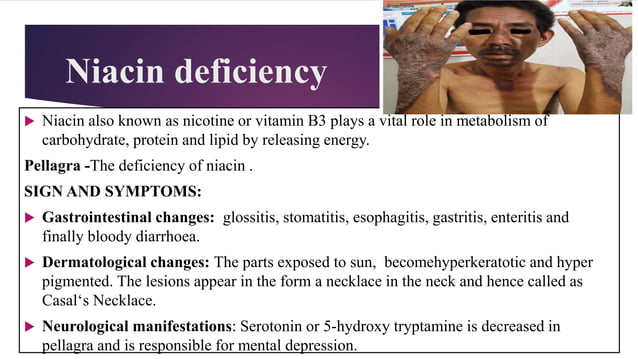 Niacin deficiency
Niacin also known as nicotine or vitamin B3 plays a vital role in metabolism of
carbohydrate, protein and lipid by releasing energy.
Pellagra -The deficiency of niacin .
SIGN AND SYMPTOMS:
Gastrointestinal changes: glossitis, stomatitis, esophagitis, gastritis, enteritis and
finally bloody diarrhoea.
Dermatological changes: The parts exposed to sun, becomehyperkeratotic and hyper
pigmented. The lesions appear in the form a necklace in the neck and hence called as
Casal‘s Necklace.
Neurological manifestations: Serotonin or 5-hydroxy tryptamine is decreased in
pellagra and is responsible for mental depression.